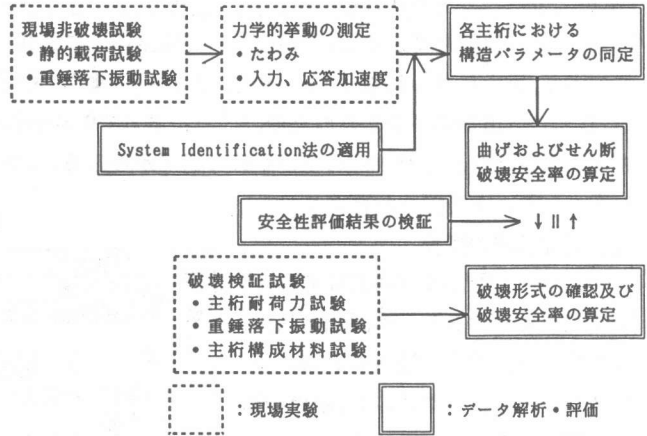 現場非破壊試験
• 静的載荷試験
• 重錘落下振動試験
力学的挙動の測定
• たわみ
• 入力、応答加速度
各主桁における
構造パラメータの同定
System Identification法の適用
曲げおよびせん断
破壊安全率の算定
安全性評価結果の検証
↓ || ↑
破壊検証試験
• 主桁耐荷力試験
• 重錘落下振動試験
• 主桁構成材料試験
破壊形式の確認及び
破壊安全率の算定
：現場実験
：データ解析・評価